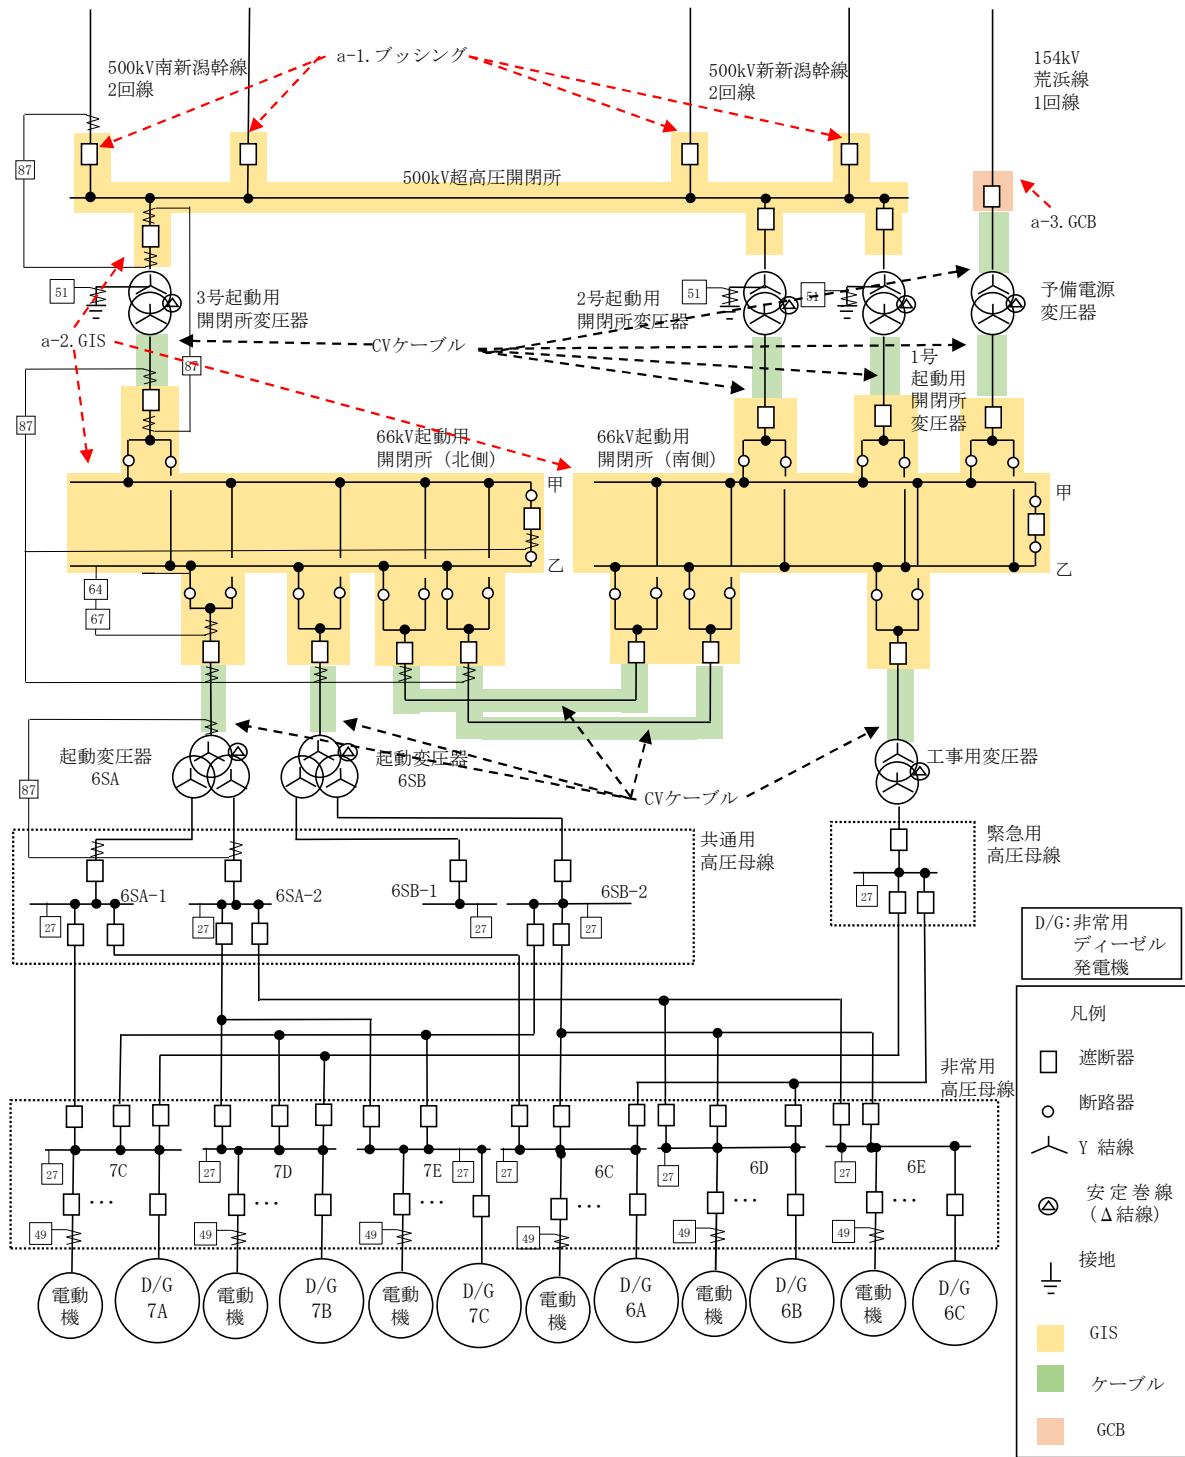 a-1.ブッシング
500kV南新潟幹線
2回線
500kV新新潟幹線
2回線
154kV
荒浜線
1回線
87
500kV超高圧開閉所
a-3.GCB
51
3号起動用
開閉所変圧器
2号起動用
開閉所変圧器
51
51
予備電源
変圧器
a-2.GIS
CVケーブル
87
1号
起動用
開閉所
変圧器
87
66kV起動用
開閉所（北側）
66kV起動用
開閉所（南側）
甲
甲
乙
乙
64
67
起動変圧器
6SA
起動変圧器
6SB
工事用変圧器
87
CVケーブル
共通用
高圧母線
緊急用
高圧母線
6SA-1
6SA-2
6SB-1
6SB-2
27
27
27
27
27
D/G:非常用
ディーゼル
発電機
凡例
遮断器
断路器
Y 結線
安定巻線
(Δ結線)
接地
GIS
ケーブル
GCB
非常用
高圧母線
27
7C
27
7D
7E
27
27
6C
27
6D
27
6E
···
···
···
···
···
···
49
49
49
49
49
49
電動
機
D/G
7A
電動
機
D/G
7B
電動
機
D/G
7C
電動
機
D/G
6A
電動
機
D/G
6B
電動
機
D/G
6C